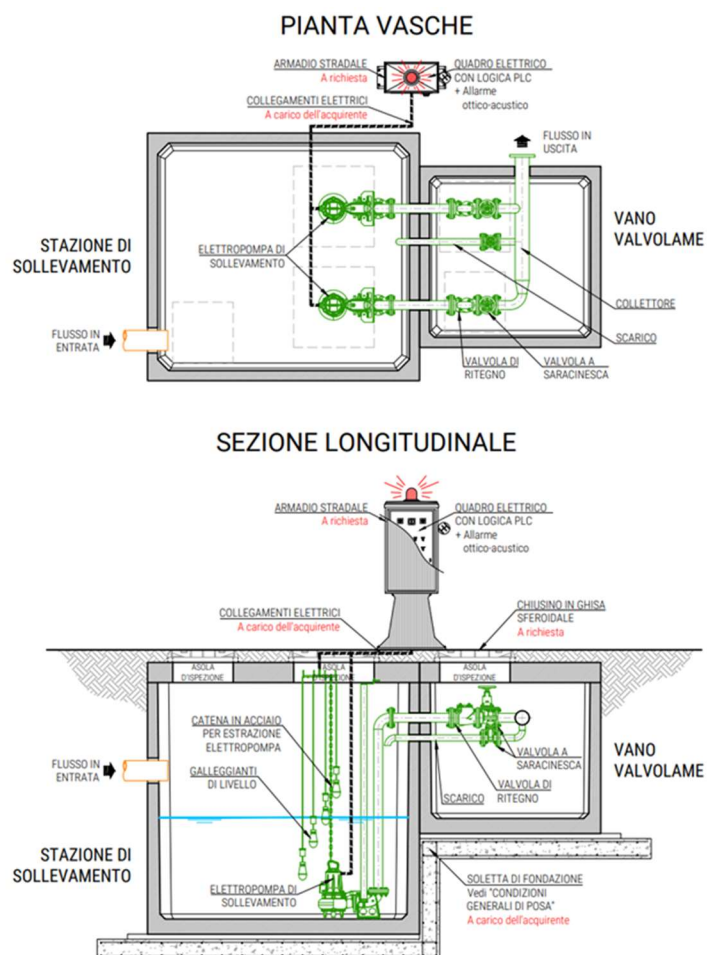 PIANTA VASCHE
ARMADIO STRADALE
A richiesta
QUADRO ELETTRICO
CON LOGICA PLC
+ Allarme
ottico-acustico
COLLEGAMENTI ELETTRICI
A carico dell'acquirente
FLUSSO IN
USCITA
STAZIONE DI
SOLLEVAMENTO
ELETTROPOMPA DI
SOLLEVAMENTO
VANO
VALVOLAME
COLLETTORE
SCARICO
FLUSSO IN
ENTRATA
VALVOLA DI
RITEGNO
VALVOLA A
SARACINESCA
SEZIONE LONGITUDINALE
ARMADIO STRADALE
A richiesta
QUADRO ELETTRICO
CON LOGICA PLC
+ Allarme
ottico-acustico
COLLEGAMENTI ELETTRICI
A carico dell'acquirente
CHIUSINO IN GHISA
SFEROIDALE
A richiesta
ASOLA
D'ISPEZIONE
ASOLA
D'ISPEZIONE
ASOLA
D'ISPEZIONE
CATENA IN ACCIAIO
PER ESTRAZIONE
ELETTROPOMPA
FLUSSO IN
ENTRATA
GALLEGGIANTI
DI LIVELLO
VALVOLA A
SARACINESCA
VANO
VALVOLAME
VALVOLA DI
RITEGNO
SCARICO
STAZIONE DI
SOLLEVAMENTO
ELETTROPOMPA DI
SOLLEVAMENTO
SOLETTA DI FONDAZIONE
Vedi "CONDIZIONI
GENERALI DI POSA"
A carico dell'acquirente